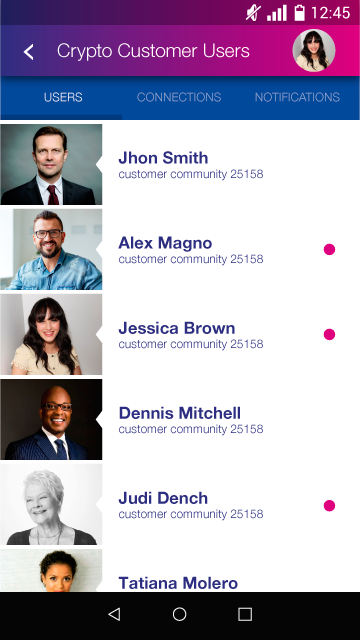 12:45
Crypto Customer Users
USERS CONNECTIONS NOTIFICATIONS
Jhon Smith
customer community 25158
Alex Magno
customer community 25158
Jessica Brown
customer community 25158
Dennis Mitchell
customer community 25158
Judi Dench
customer community 25158
Tatiana Molero